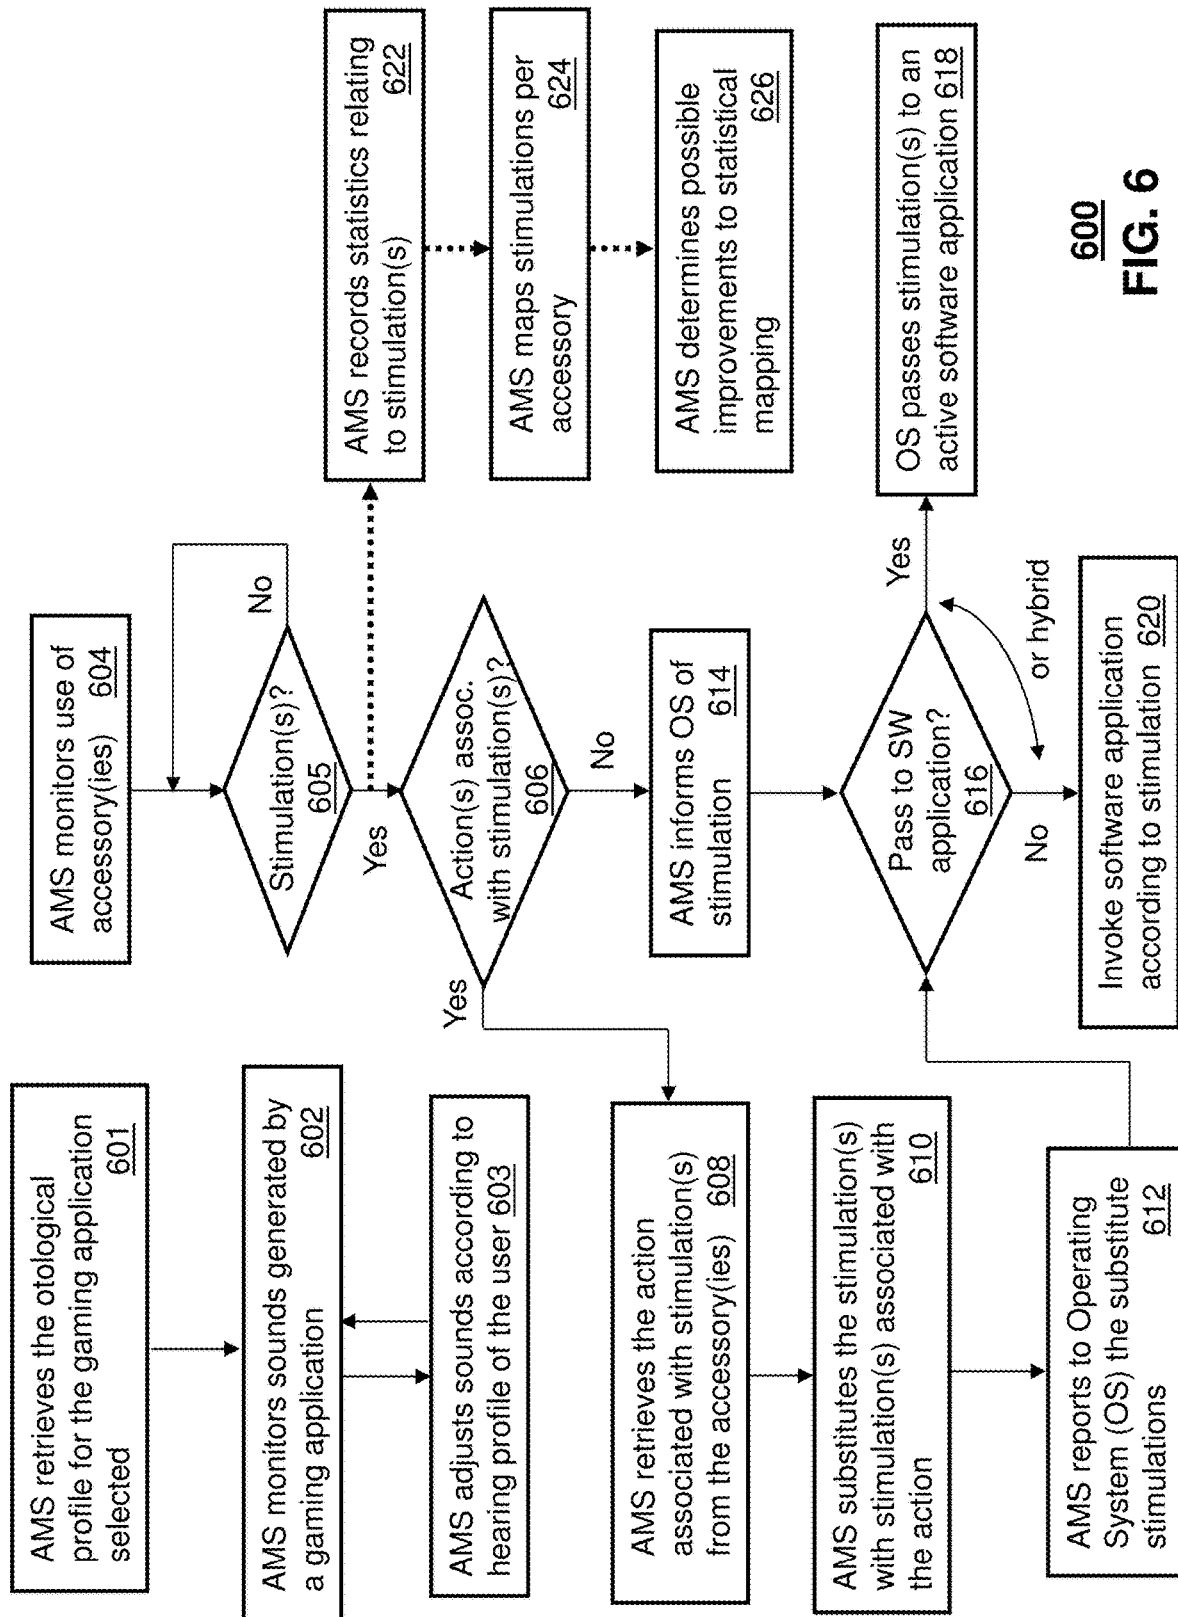 AMS retrieves the otological
profile for the gaming application
selected 601
AMS monitors sounds generated by
a gaming application 602
AMS adjusts sounds according to
hearing profile of the user 603
AMS monitors use of
accessory(ies) 604
Stimulation(s)?
605
No
Yes
Action(s) assoc.
with stimulation(s)?
606
Yes
No
AMS retrieves the action
associated with stimulation(s)
from the accessory(ies) 608
AMS substitutes the stimulation(s)
with stimulation(s) associated with
the action 610
AMS reports to Operating
System (OS) the substitute
stimulations 612
AMS informs OS of
stimulation 614
Pass to SW
application?
616
Yes
No
or hybrid
OS passes stimulation(s) to an
active software application 618
Invoke software application
according to stimulation 620
AMS records statistics relating
to stimulation(s) 622
AMS maps stimulations per
accessory 624
AMS determines possible
improvements to statistical
mapping 626
600
FIG. 6